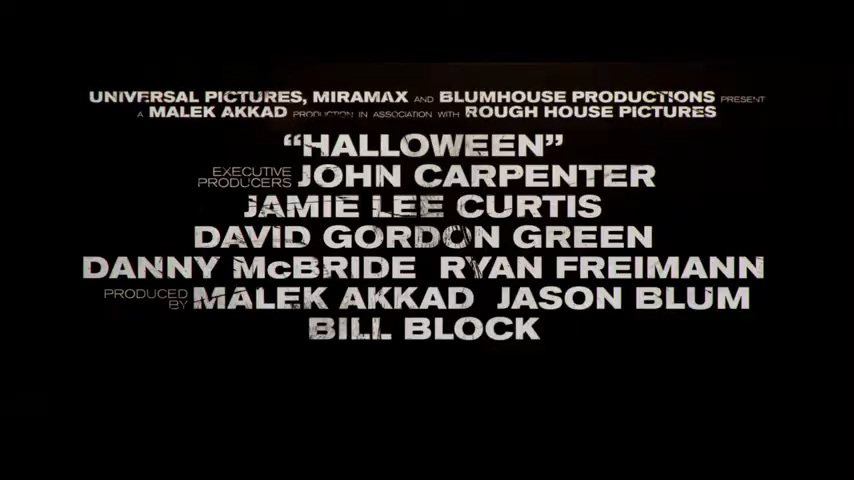 UNIVERSAL PICTURES, MIRAMAX AND BLUMHOUSE PRODUCTIONS PRESENT
A MALEK AKKAD PRODUCTION IN ASSOCIATION WITH ROUGH HOUSE PICTURES
“HALLOWEEN”
EXECUTIVE PRODUCERS JOHN CARPENTER
JAMIE LEE CURTIS
DAVID GORDON GREEN
DANNY McBRIDE RYAN FREIMANN
PRODUCED BY MALEK AKKAD JASON BLUM
BILL BLOCK